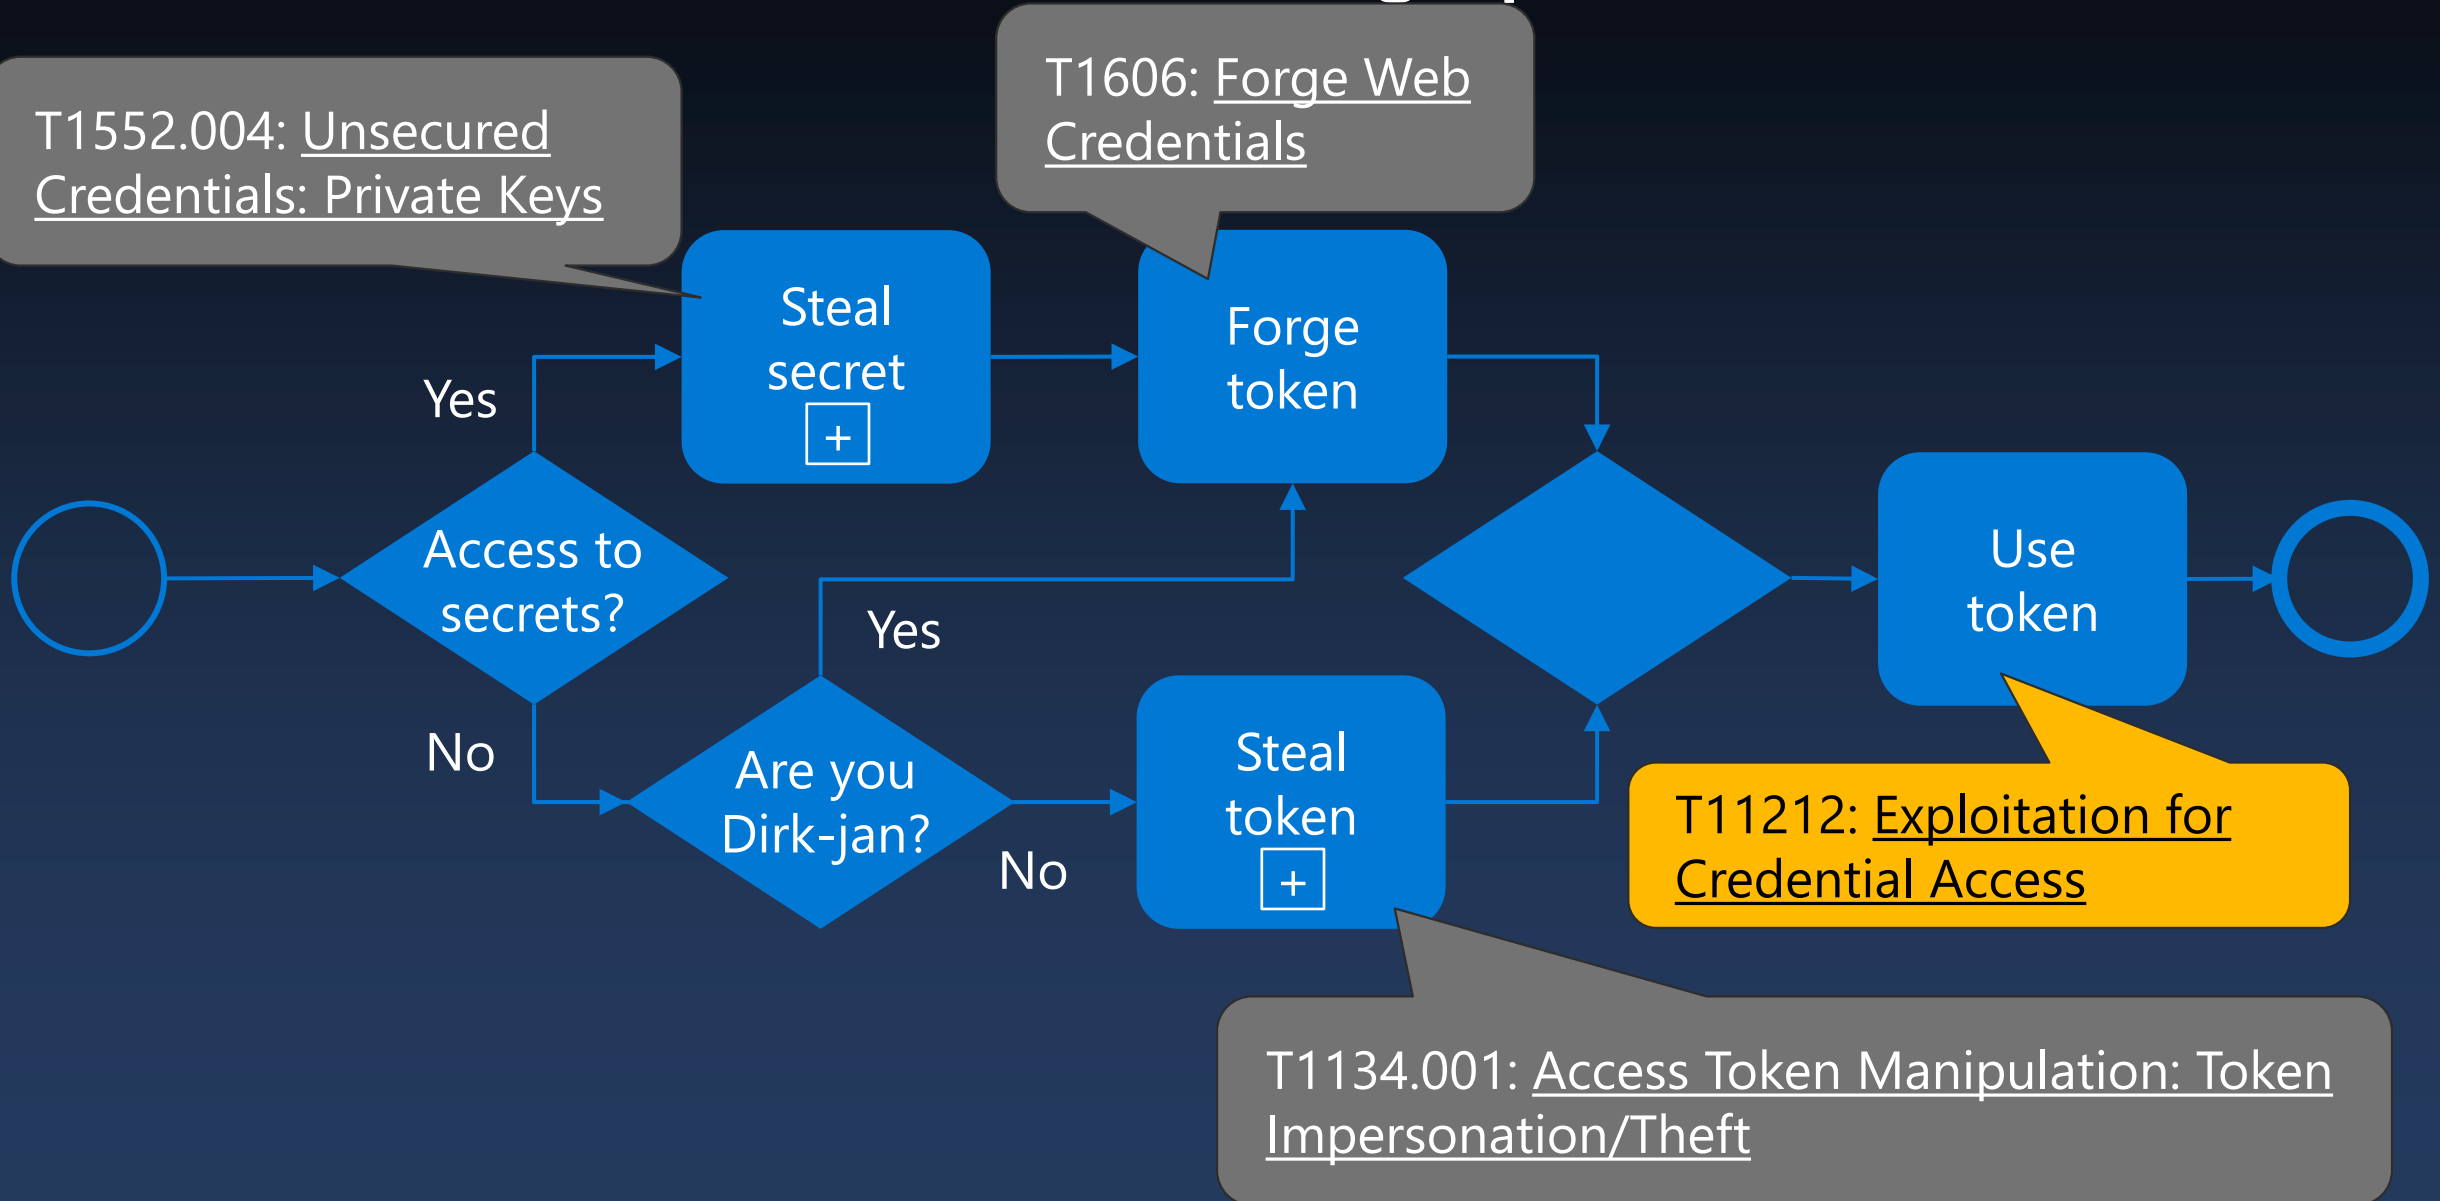 T1606: Forge Web
Credentials
T1552.004: Unsecured
Credentials: Private Keys
Steal
secret
+
Forge
token
Yes
Access to
secrets?
Use
token
Yes
No
Are you
Dirk-jan?
No
Steal
token
+
T11212: Exploitation for
Credential Access
T1134.001: Access Token Manipulation: Token
Impersonation/Theft